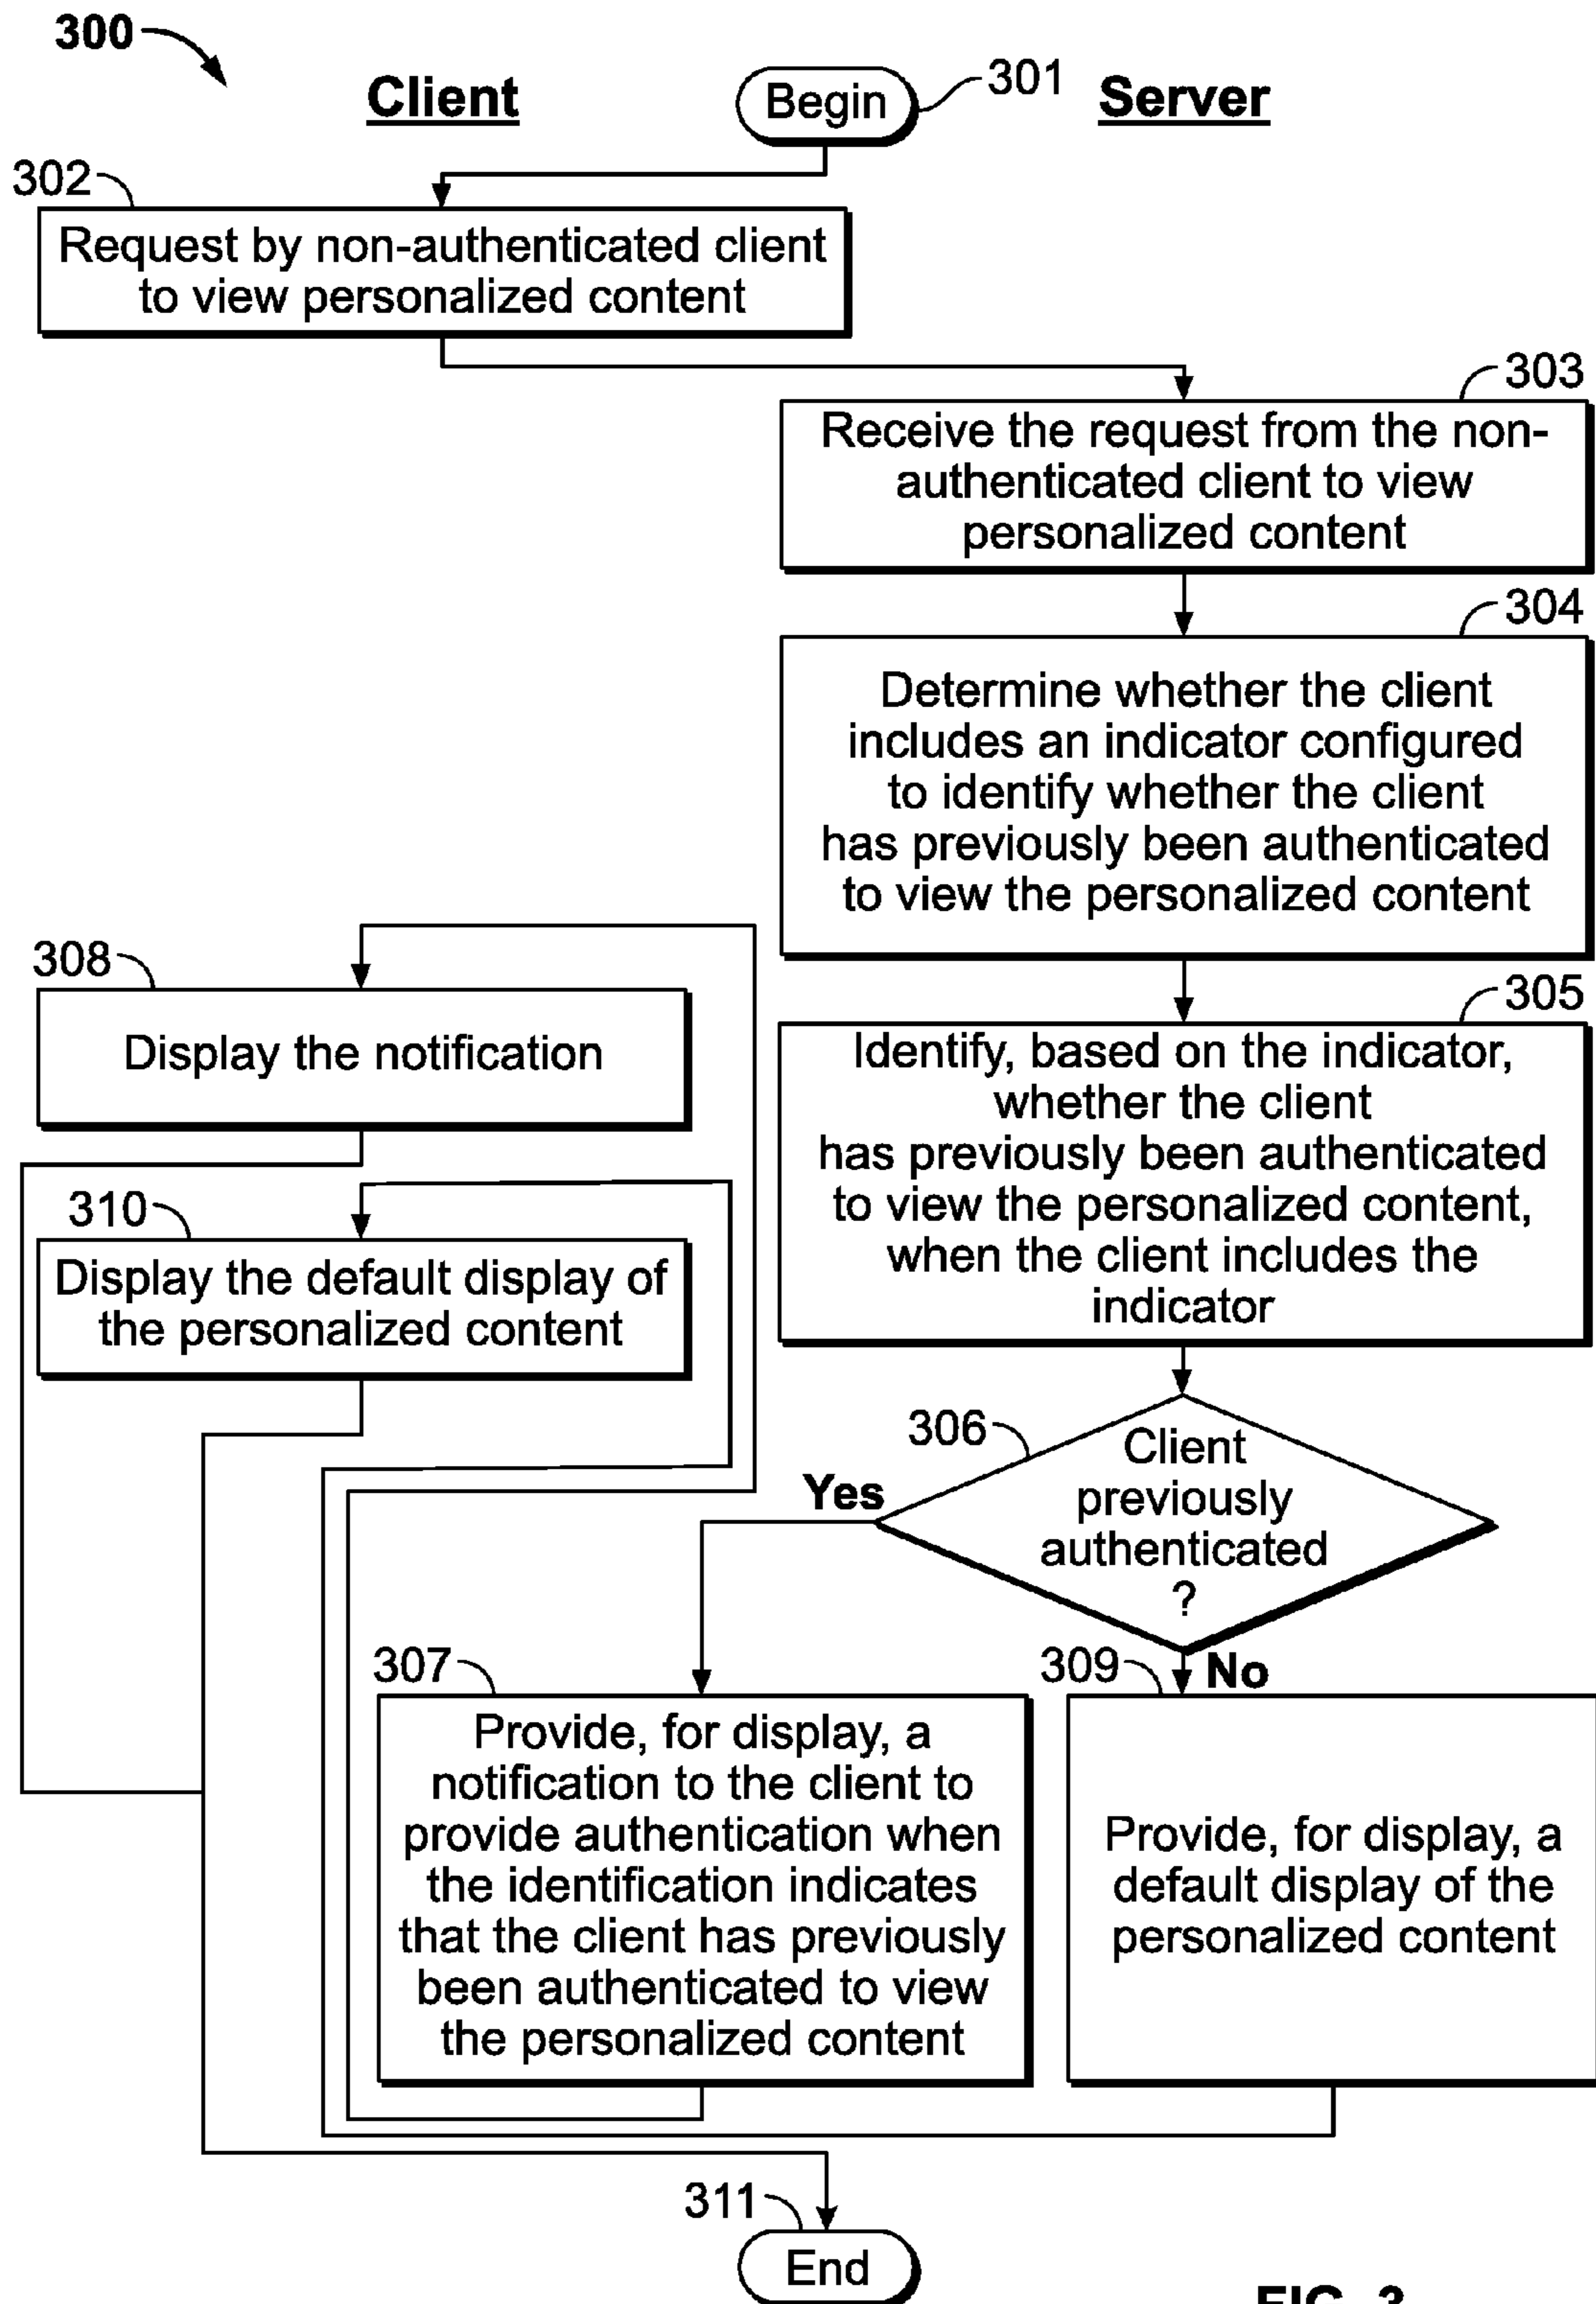 300
Client
Begin
301
Server
302
Request by non-authenticated client
to view personalized content
303
Receive the request from the non-
authenticated client to view
personalized content
304
Determine whether the client
includes an indicator configured
to identify whether the client
has previously been authenticated
to view the personalized content
308
Display the notification
305
Identify, based on the indicator,
whether the client
has previously been authenticated
to view the personalized content,
when the client includes the
indicator
310
Display the default display of
the personalized content
306
Client
previously
authenticated
?
Yes
No
307
Provide, for display, a
notification to the client to
provide authentication when
the identification indicates
that the client has previously
been authenticated to view
the personalized content
309
Provide, for display, a
default display of the
personalized content
311
End
FIG. 3